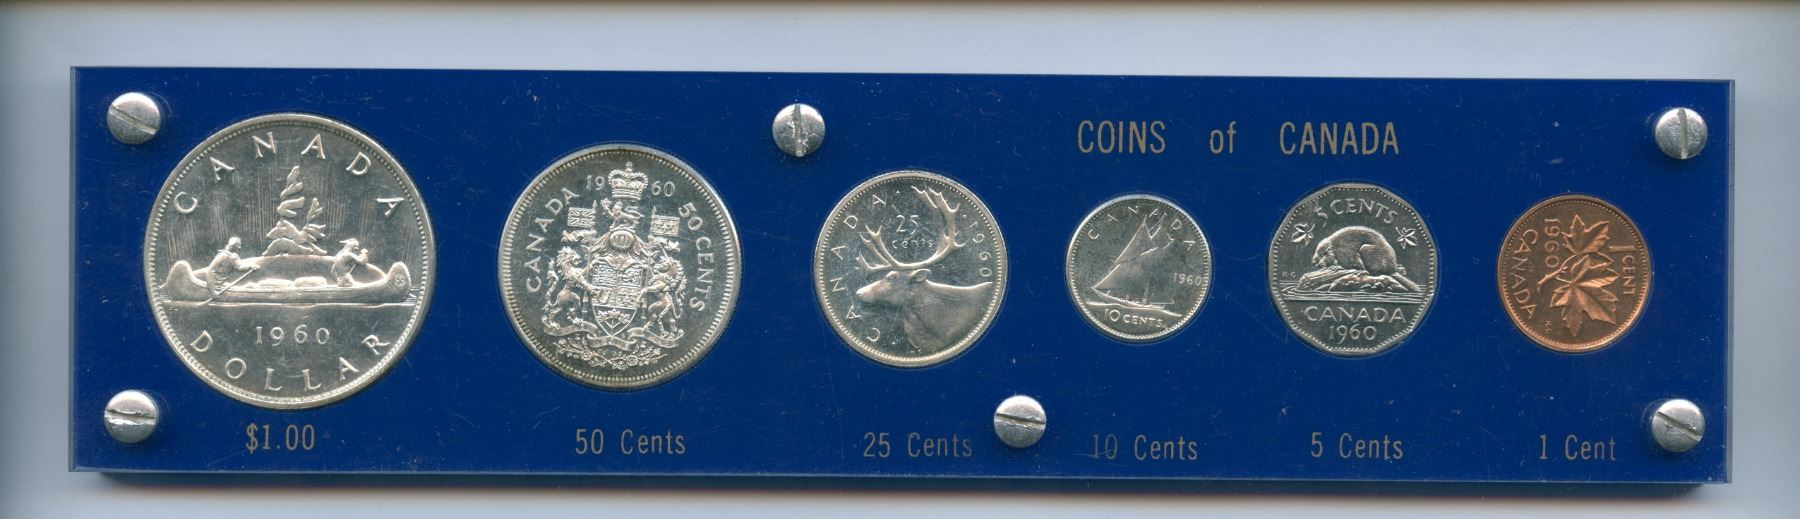 COINS of CANADA
CANADA
1960
DOLLAR
CANADA 1960 50 CENTS
CANADA 1960
25
cents
CANADA
1960
10 CENTS
5 CENTS
K·G
CANADA
1960
1 CENT
1960
CANADA
$1.00
50 Cents
25 Cents
10 Cents
5 Cents
1 Cent